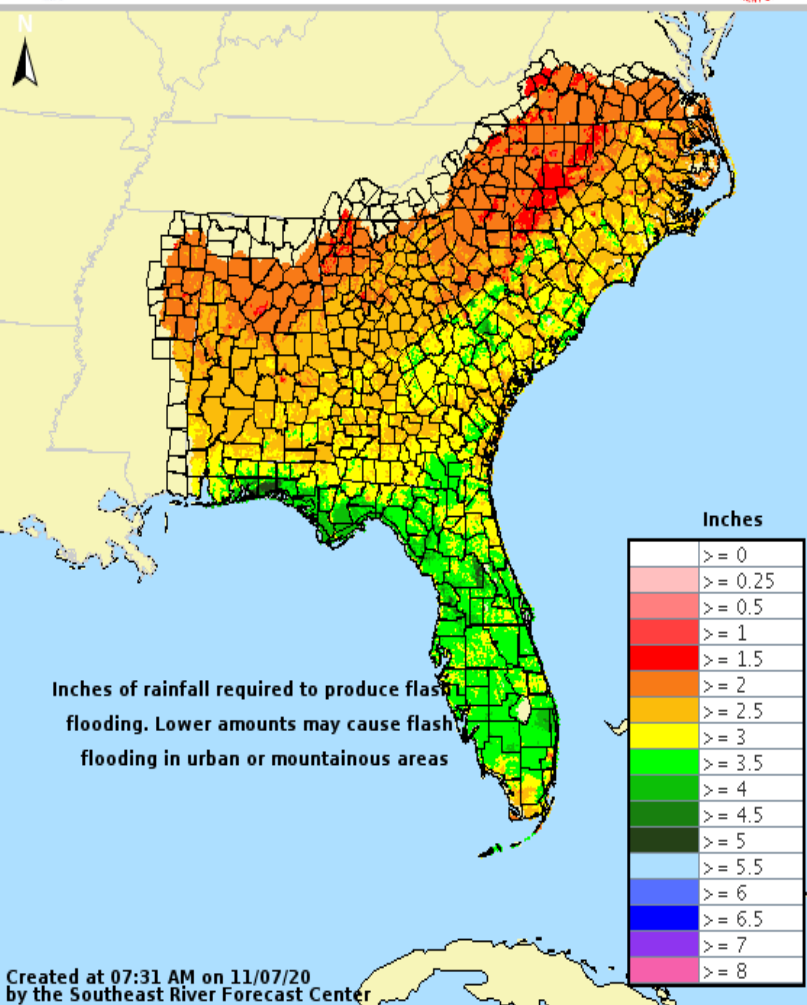 N
Inches
>= 0
>= 0.25
>= 0.5
>= 1
>= 1.5
>= 2
>= 2.5
>= 3
>= 3.5
>= 4
>= 4.5
>= 5
>= 5.5
>= 6
>= 6.5
>= 7
>= 8
Inches of rainfall required to produce flash
flooding. Lower amounts may cause flash
flooding in urban or mountainous areas
Created at 07:31 AM on 11/07/20
by the Southeast River Forecast Center